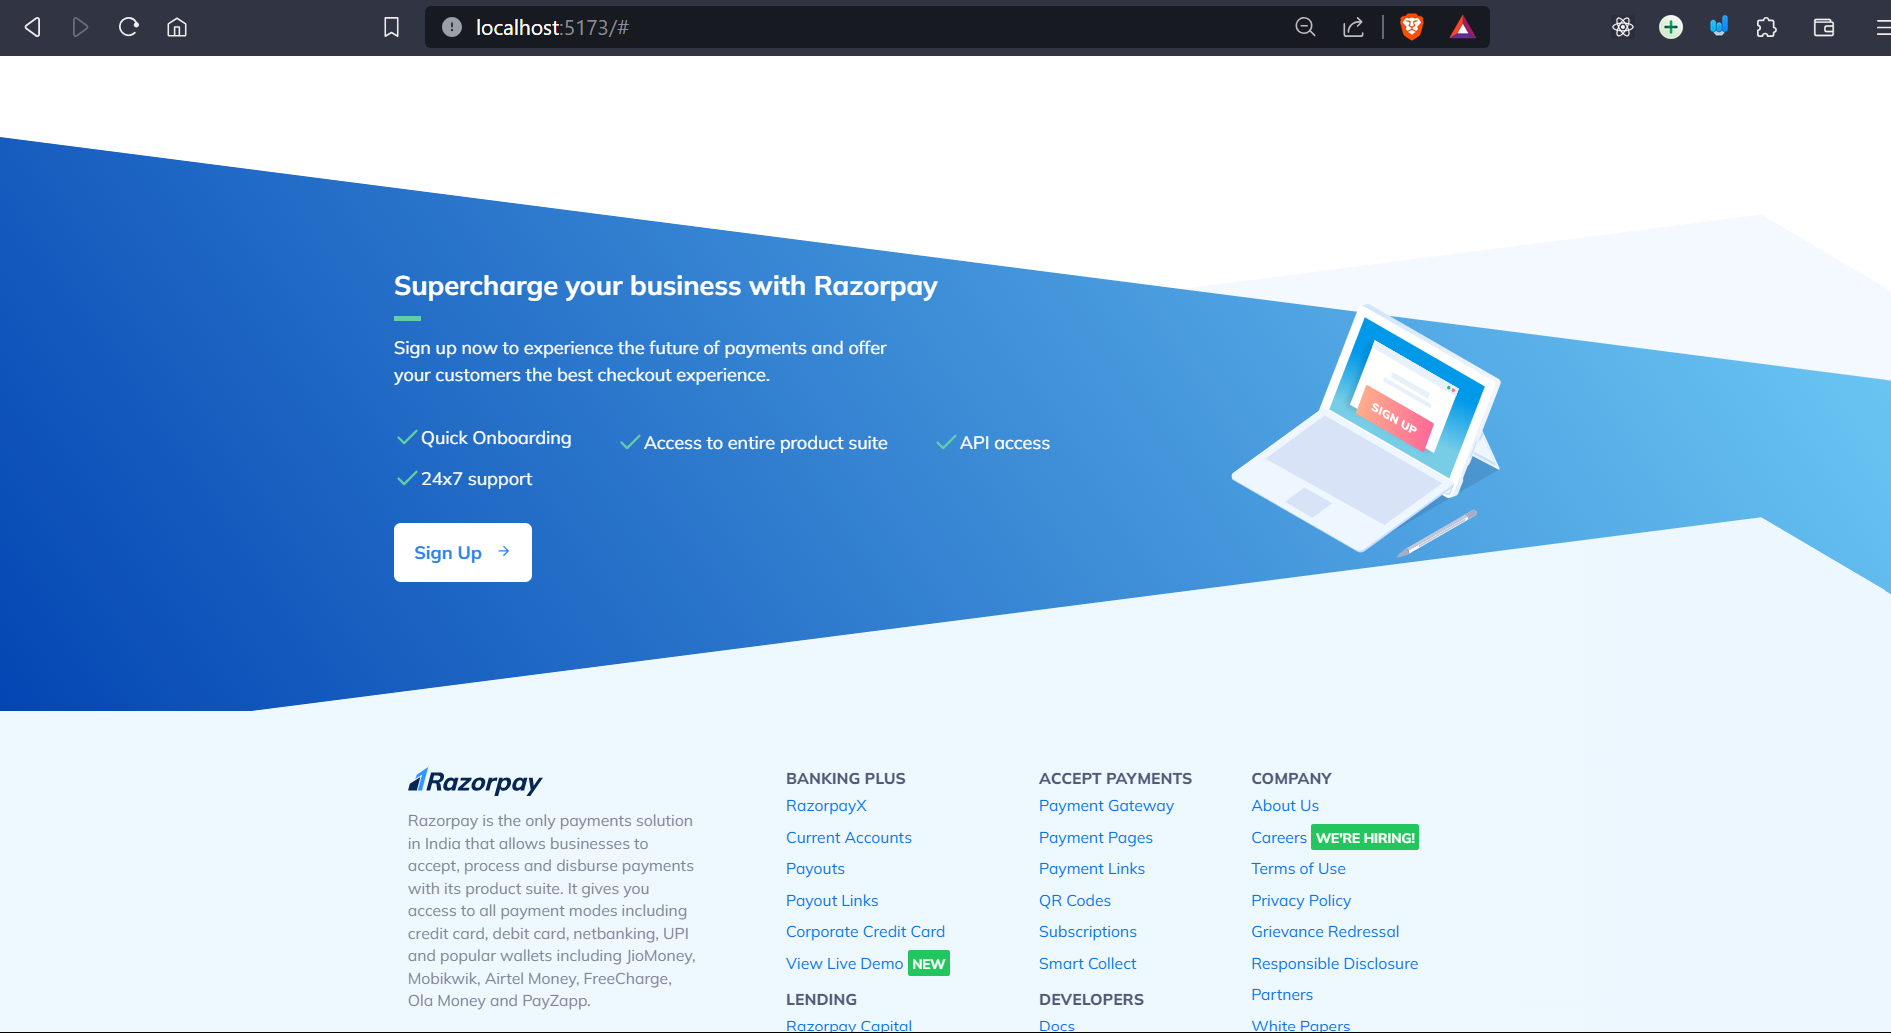 localhost:5173/#
Supercharge your business with Razorpay
Sign up now to experience the future of payments and offer
your customers the best checkout experience.
Quick Onboarding
Access to entire product suite
API access
24x7 support
Sign Up
SIGN UP
Razorpay
Razorpay is the only payments solution
in India that allows businesses to
accept, process and disburse payments
with its product suite. It gives you
access to all payment modes including
credit card, debit card, netbanking, UPI
and popular wallets including JioMoney,
Mobikwik, Airtel Money, FreeCharge,
Ola Money and PayZapp.
BANKING PLUS
RazorpayX
Current Accounts
Payouts
Payout Links
Corporate Credit Card
View Live Demo NEW
LENDING
Razorpay Capital
ACCEPT PAYMENTS
Payment Gateway
Payment Pages
Payment Links
QR Codes
Subscriptions
Smart Collect
DEVELOPERS
Docs
COMPANY
About Us
Careers WE'RE HIRING!
Terms of Use
Privacy Policy
Grievance Redressal
Responsible Disclosure
Partners
White Papers